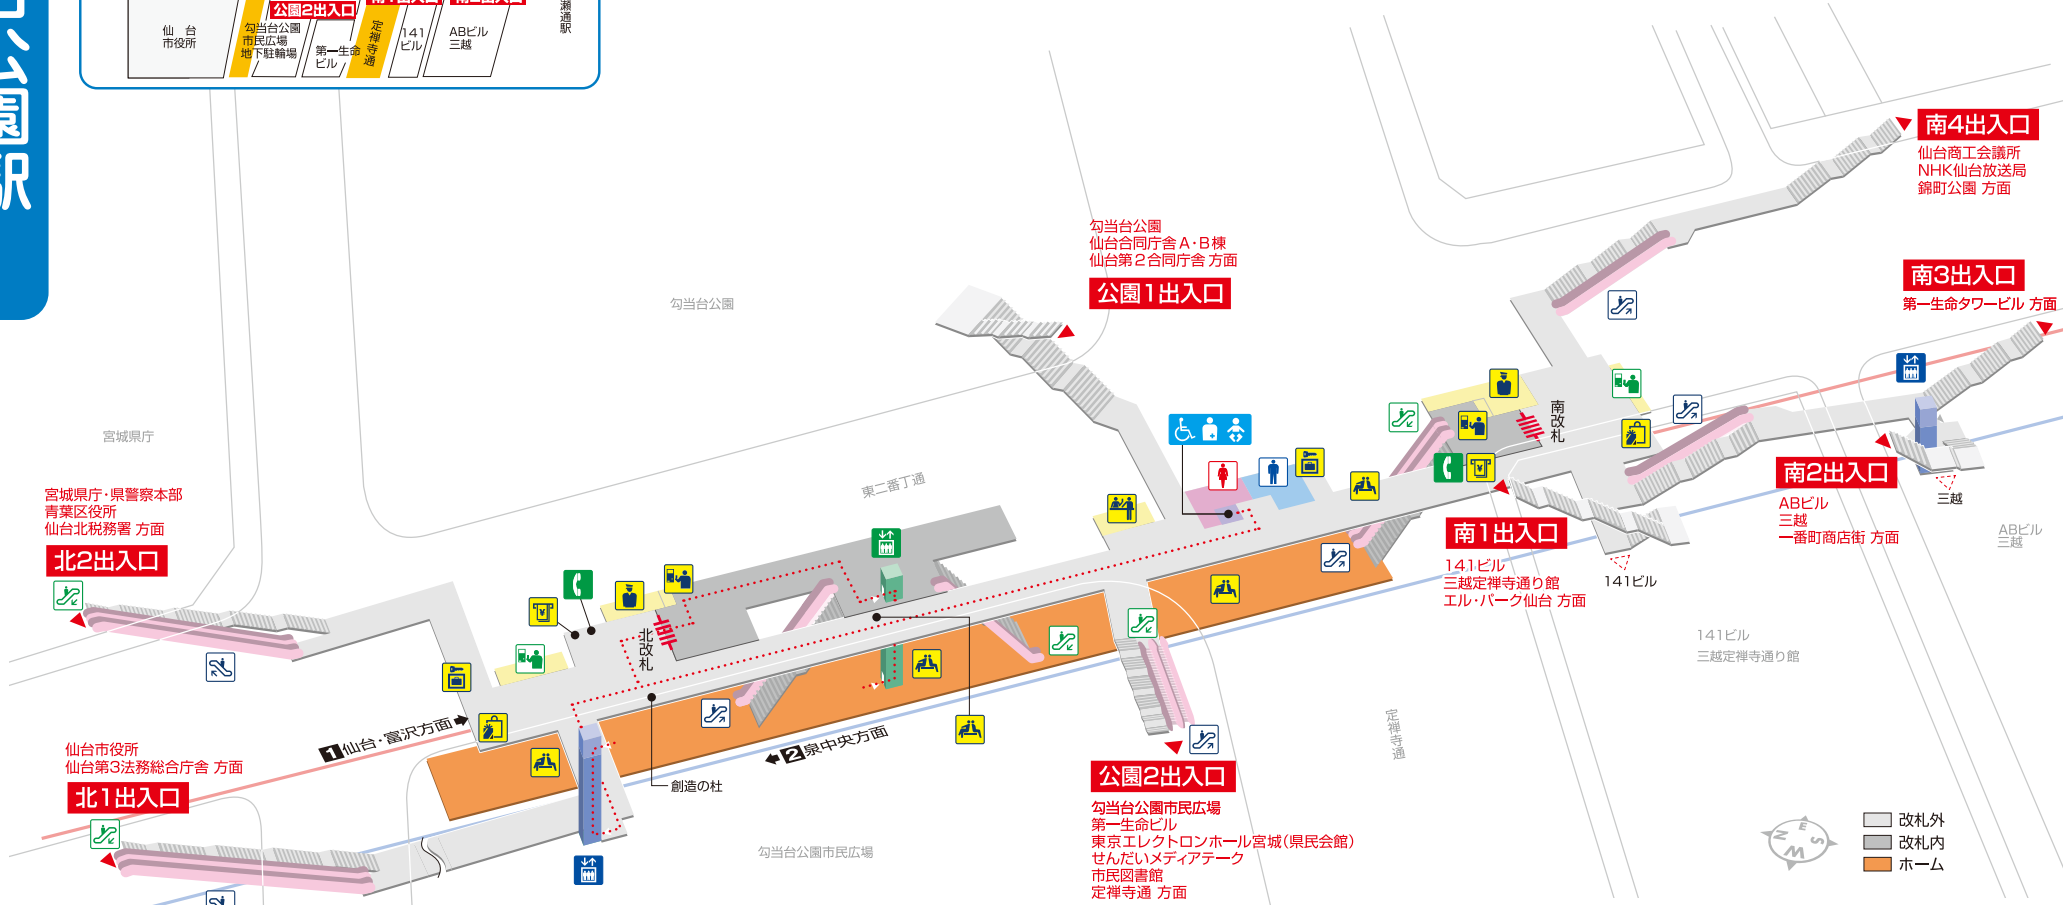 公園駅
仙台
市役所
公園2出入口
勾当台公園
市民広場
地下駐輪場
第一生命
ビル
定禅寺通
141
ビル
ABビル
三越
瀬通駅
南4出入口
仙台商工会議所
NHK仙台放送局
錦町公園 方面
勾当台公園
仙台合同庁舎A・B棟
仙台第2合同庁舎 方面
公園1出入口
南3出入口
第一生命タワービル 方面
勾当台公園
宮城県庁
東二番丁通
南改札
宮城県庁・県警察本部
青葉区役所
仙台北税務署 方面
北2出入口
南2出入口
ABビル
三越
一番町商店街 方面
三越
ABビル
三越
南1出入口
141ビル
三越定禅寺通り館
エル・パーク仙台 方面
141ビル
141ビル
三越定禅寺通り館
北改札
1 仙台・富沢方面
2 泉中央方面
定禅寺通
仙台市役所
仙台第3法務総合庁舎 方面
北1出入口
創造の杜
公園2出入口
勾当台公園市民広場
第一生命ビル
東京エレクトロンホール宮城(県民会館)
せんだいメディアテーク
市民図書館
定禅寺通 方面
勾当台公園市民広場
N
E
S
W
改札外
改札内
ホーム